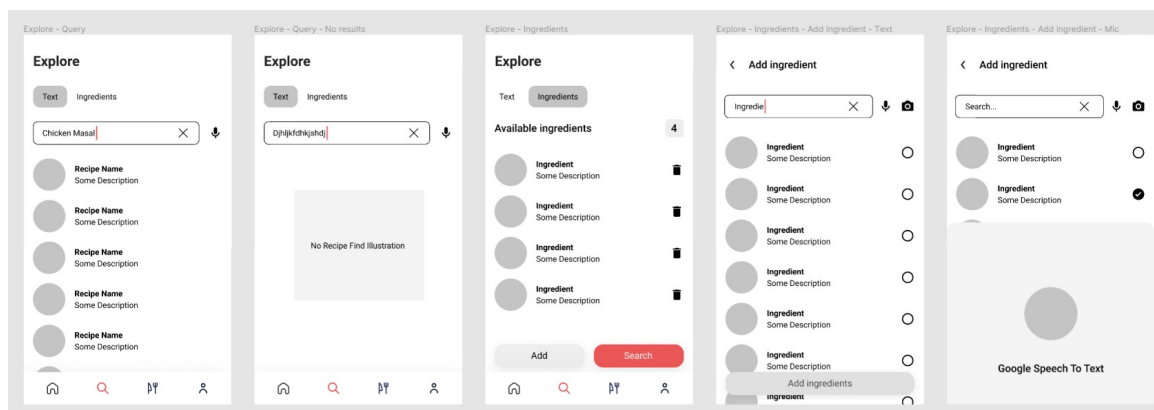 Explore - Query
Explore
Text Ingredients
Chicken Masal
Recipe Name
Some Description
Recipe Name
Some Description
Recipe Name
Some Description
Recipe Name
Some Description
Recipe Name
Some Description
Explore - Query - No results
Explore
Text Ingredients
Djhljkfdhkjshdj
No Recipe Find Illustration
Explore - Ingredients
Explore
Text Ingredients
Available ingredients 4
Ingredient
Some Description
Ingredient
Some Description
Ingredient
Some Description
Ingredient
Some Description
Add Search
Explore - Ingredients - Add ingredient - Text
Add ingredient
Ingredie
Ingredient
Some Description
Ingredient
Some Description
Ingredient
Some Description
Ingredient
Some Description
Ingredient
Some Description
Ingredient
Some Description
Add ingredients
Ingredient
Explore - Ingredients - Add ingredient - Mic
Add ingredient
Search...
Ingredient
Some Description
Ingredient
Some Description
Google Speech To Text